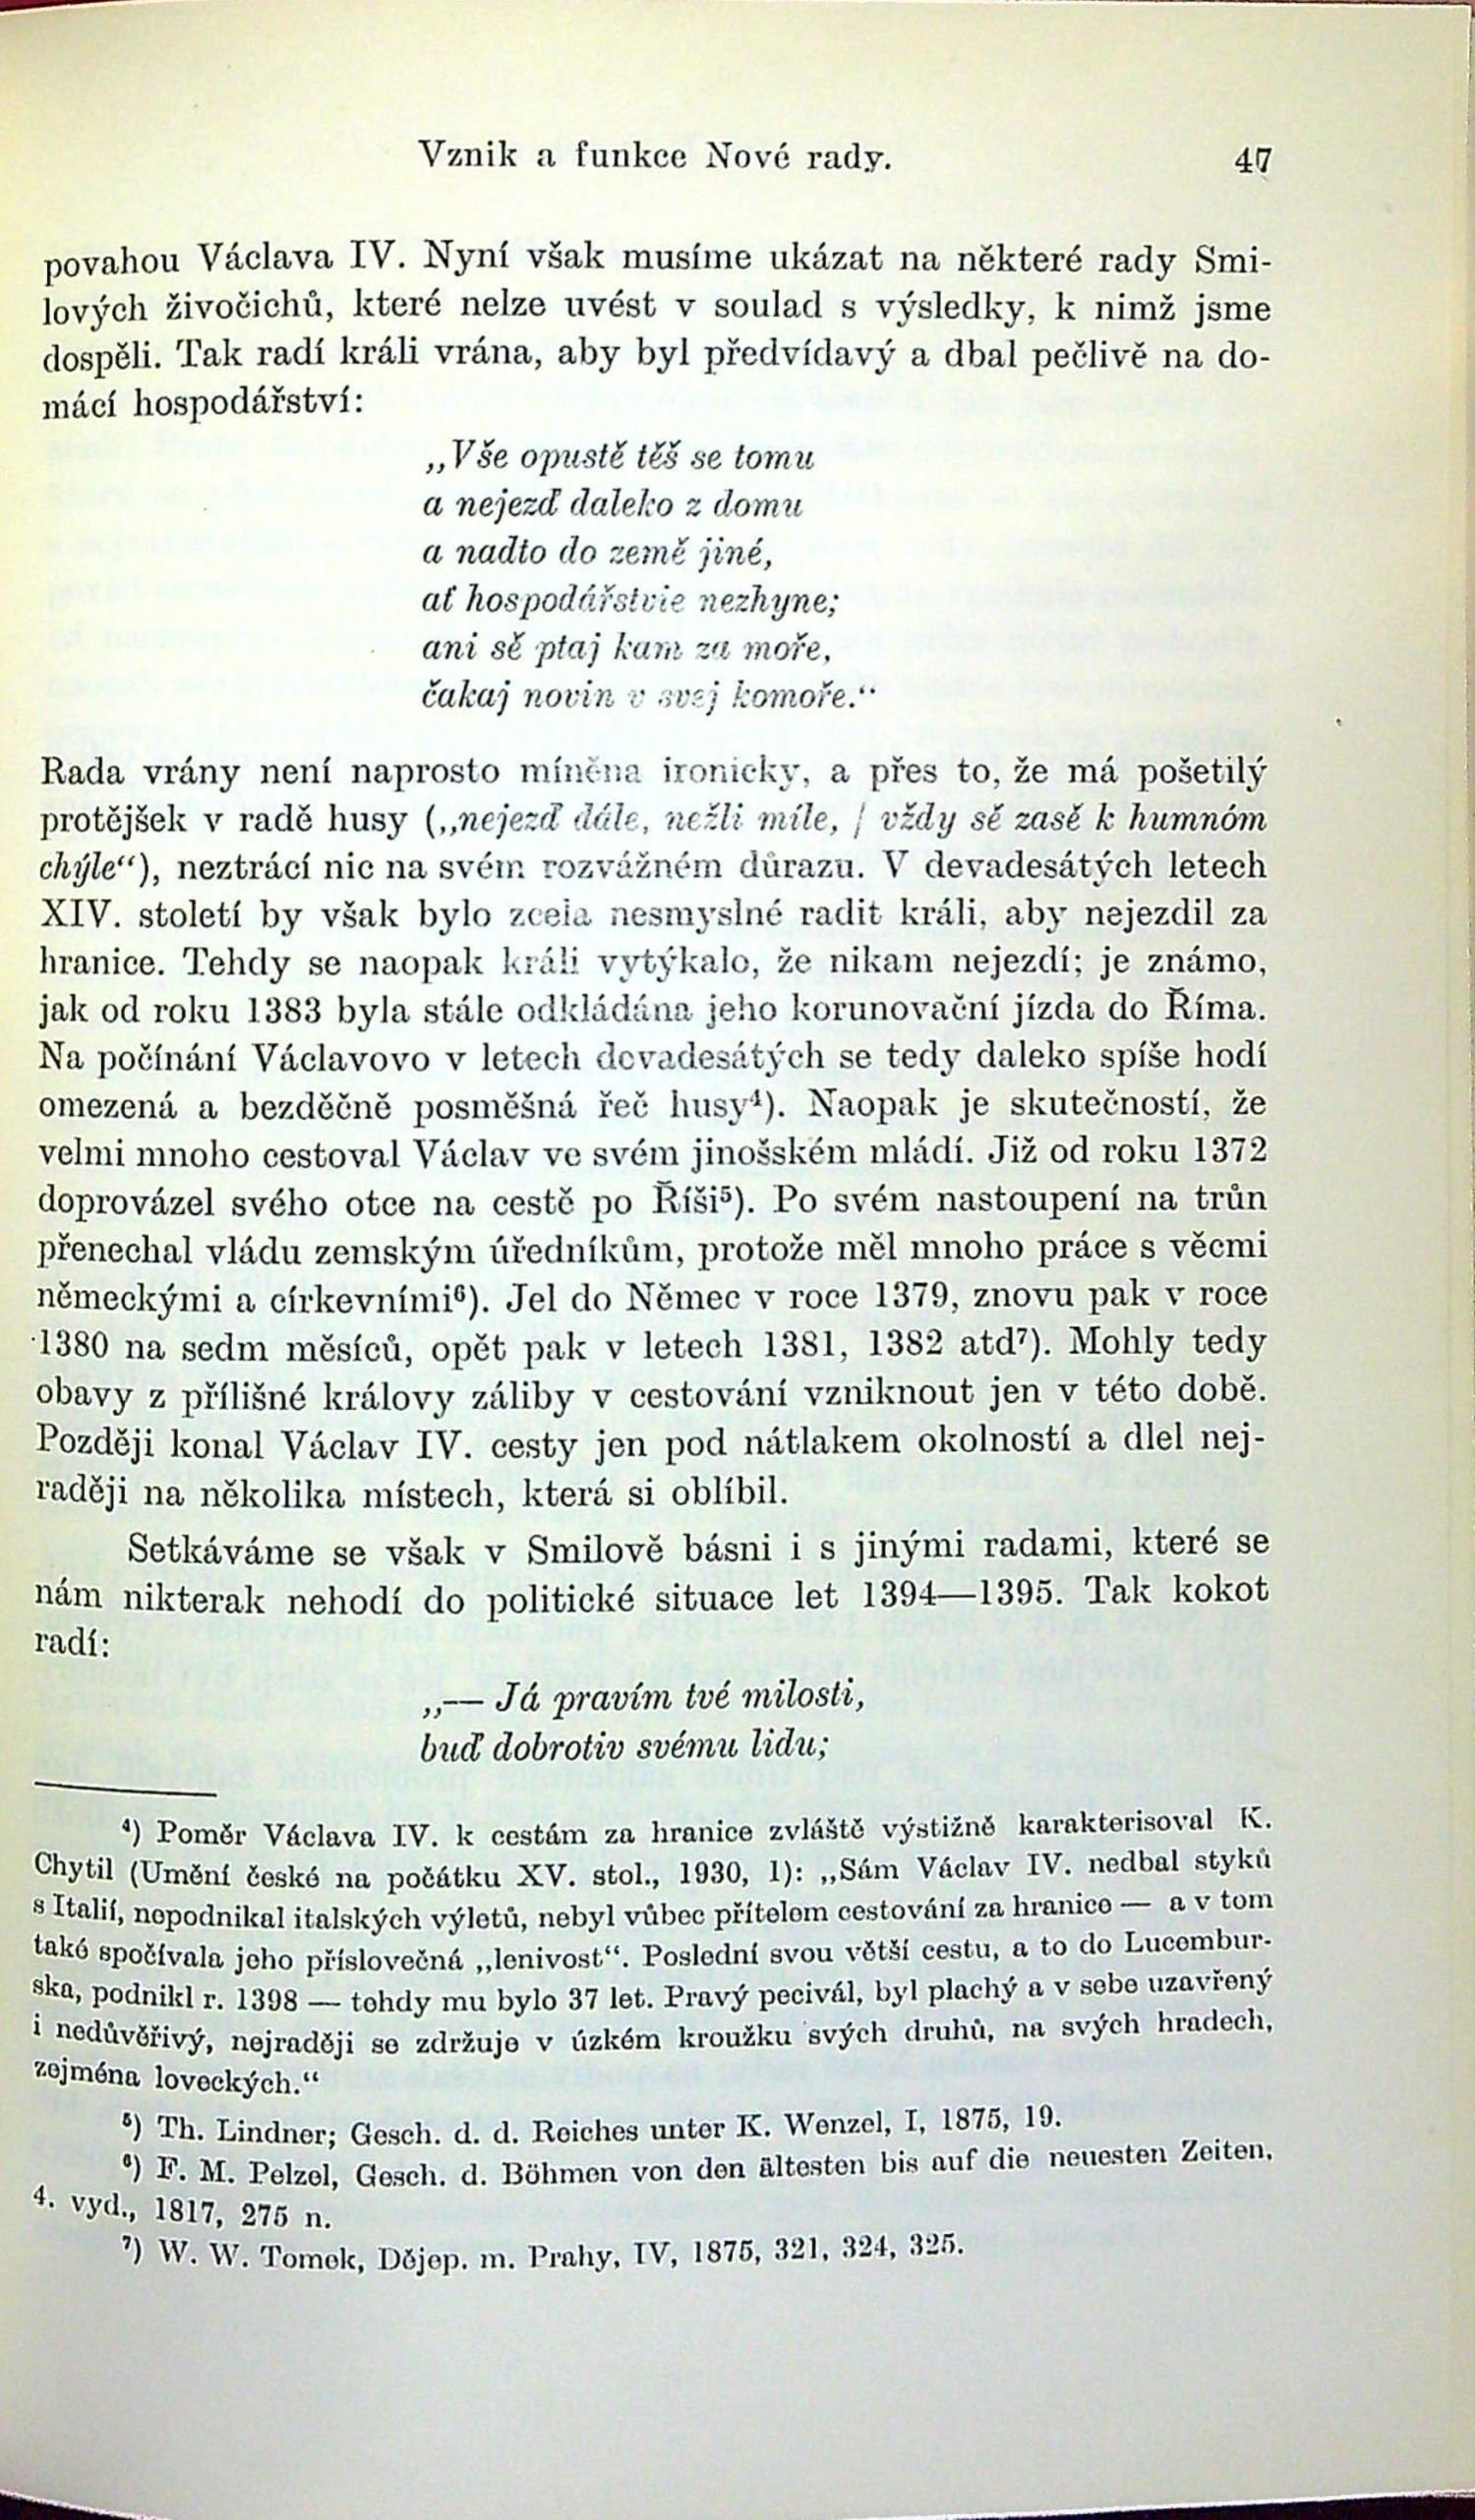 Vznik a funkce Nové rady. 47
povahou Václava IV. Nyní však musíme ukázat na některé rady Smi-
lových živočichů, které nelze uvést v soulad s výsledky, k nimž jsme
dospěli. Tak radí králi vrána, aby byl předvídavý a dbal pečlivě na do-
mácí hospodářství:
„Vše opustě těš se tomu
a nejezď daleko z domu
a nadto do země jiné,
ať hospodářstvie nezhyne;
ani sě ptaj kam za moře,
čakaj novin v svej komoře.“
Rada vrány není naprosto míněna ironicky, a přes to, že má pošetilý
protějšek v radě husy („nejezď dále, nežli míle, / vždy sě zasě k humnóm
chýle“), neztrácí nic na svém rozvážném důrazu. V devadesátých letech
XIV. století by však bylo zcela nesmyslné radit králi, aby nejezdil za
hranice. Tehdy se naopak králi vytýkalo, že nikam nejezdí; je známo,
jak od roku 1383 byla stále odkládána jeho korunovační jízda do Říma.
Na počínání Václavovo v letech devadesátých se tedy daleko spíše hodí
omezená a bezděčně posměšná řeč husy⁴). Naopak je skutečností, že
velmi mnoho cestoval Václav ve svém jinošském mládí. Již od roku 1372
doprovázel svého otce na cestě po Říši⁵). Po svém nastoupení na trůn
přenechal vládu zemským úředníkům, protože měl mnoho práce s věcmi
německými a církevními⁶). Jel do Němec v roce 1379, znovu pak v roce
1380 na sedm měsíců, opět pak v letech 1381, 1382 atd⁷). Mohly tedy
obavy z přílišné královy záliby v cestování vzniknout jen v této době.
Později konal Václav IV. cesty jen pod nátlakem okolností a dlel nej-
raději na několika místech, která si oblíbil.
Setkáváme se však v Smilově básni i s jinými radami, které se
nám nikterak nehodí do politické situace let 1394—1395. Tak kokot
radí:
„— Já pravím tvé milosti,
buď dobrotiv svému lidu;
⁴) Poměr Václava IV. k cestám za hranice zvláště výstižně karakterisoval K.
Chytil (Umění české na počátku XV. stol., 1930, 1): „Sám Václav IV. nedbal styků
s Italií, nepodnikal italských výletů, nebyl vůbec přítelem cestování za hranice — a v tom
také spočívala jeho příslovečná „lenivost“. Poslední svou větší cestu, a to do Lucembur-
ska, podnikl r. 1398 — tehdy mu bylo 37 let. Pravý pecivál, byl plachý a v sebe uzavřený
i nedůvěřivý, nejraději se zdržuje v úzkém kroužku svých druhů, na svých hradech,
zejména loveckých.“
⁵) Th. Lindner; Gesch. d. d. Reiches unter K. Wenzel, I, 1875, 19.
⁶) F. M. Pelzel, Gesch. d. Böhmen von den ältesten bis auf die neuesten Zeiten,
4. vyd., 1817, 275 n.
⁷) W. W. Tomek, Dějep. m. Prahy, IV, 1875, 321, 324, 325.